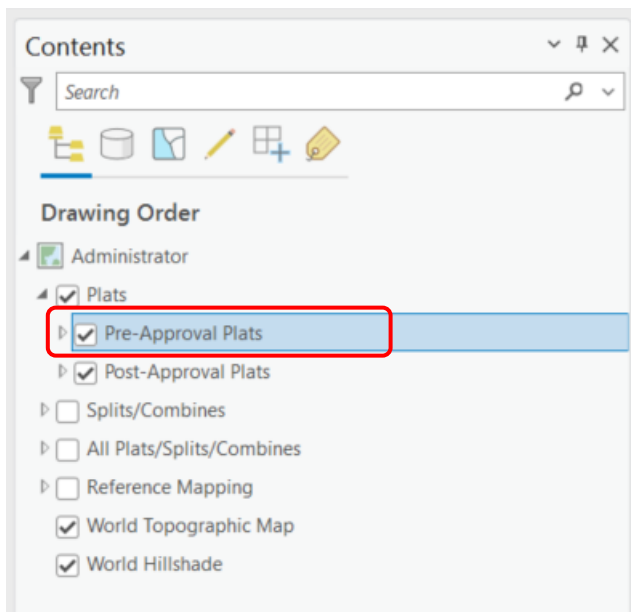 Contents
Search
Drawing Order
Administrator
Plats
Pre-Approval Plats
Post-Approval Plats
Splits/Combines
All Plats/Splits/Combines
Reference Mapping
World Topographic Map
World Hillshade